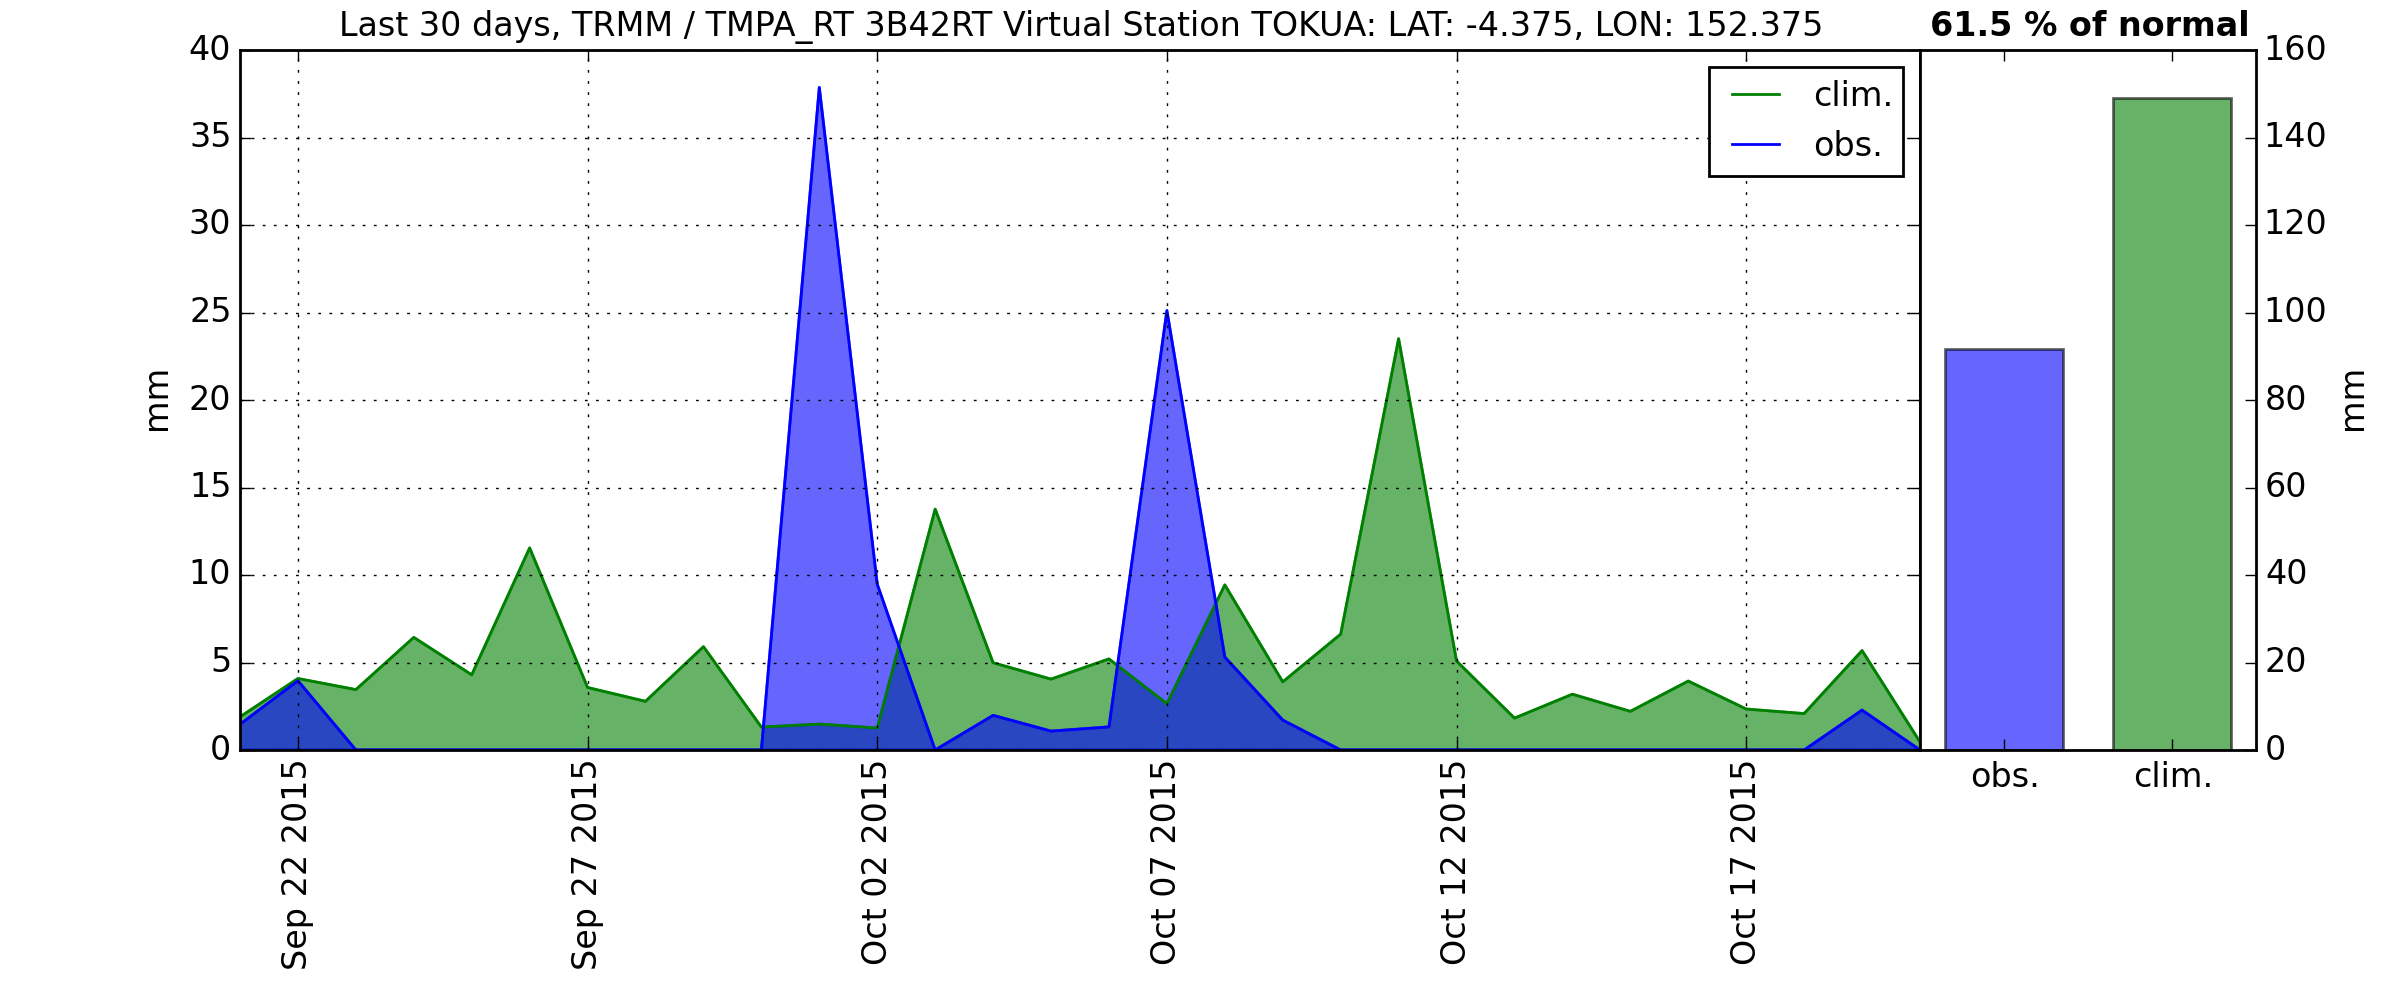 Last 30 days, TRMM / TMPA_RT 3B42RT Virtual Station TOKUA: LAT: -4.375, LON: 152.375
61.5 % of normal
40
35
30
25
20
15
10
5
0
mm
clim.
obs.
160
140
120
100
80
60
40
20
0
mm
obs.
clim.
Sep 22 2015
Sep 27 2015
Oct 02 2015
Oct 07 2015
Oct 12 2015
Oct 17 2015